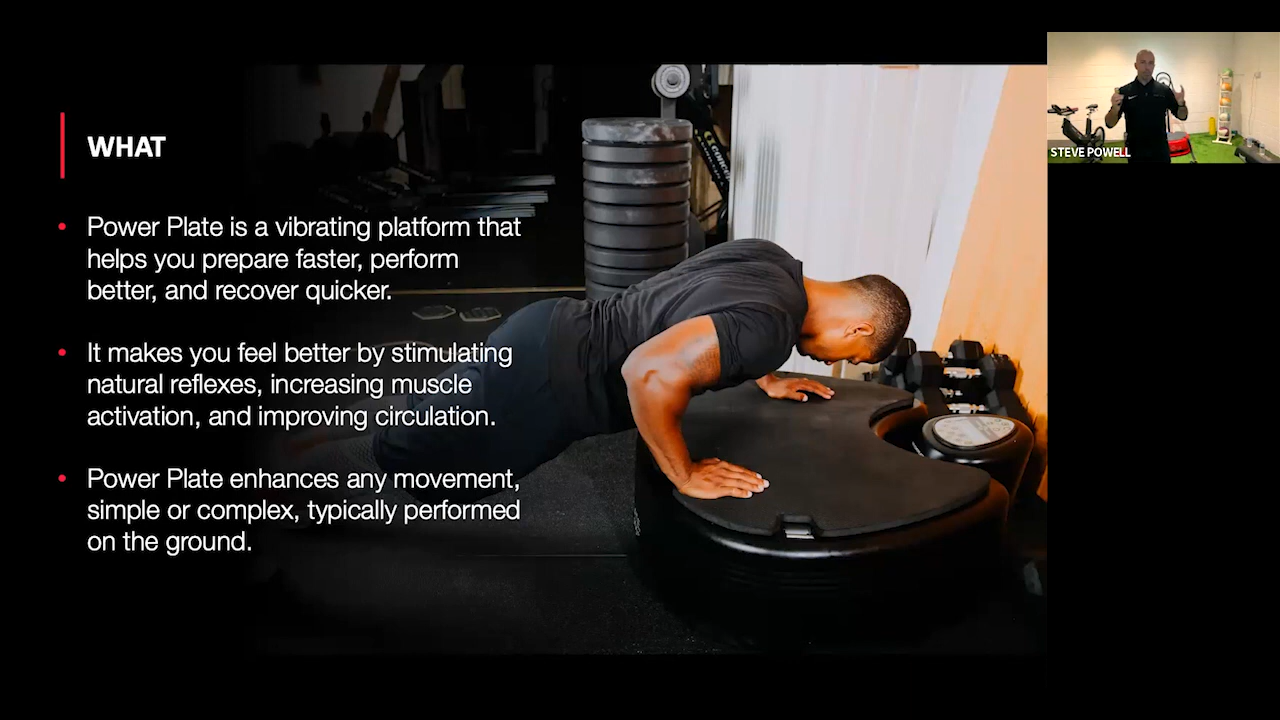 WHAT
• Power Plate is a vibrating platform that
helps you prepare faster, perform
better, and recover quicker.
• It makes you feel better by stimulating
natural reflexes, increasing muscle
activation, and improving circulation.
• Power Plate enhances any movement,
simple or complex, typically performed
on the ground.
STEVE POWELL